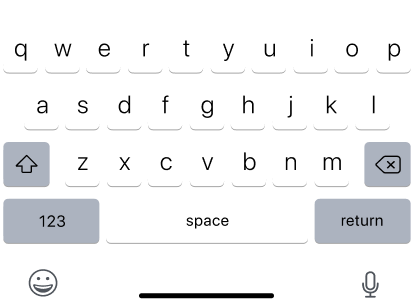 q w e r t y u i o p
a s d f g h j k l
z x c v b n m
123 space return